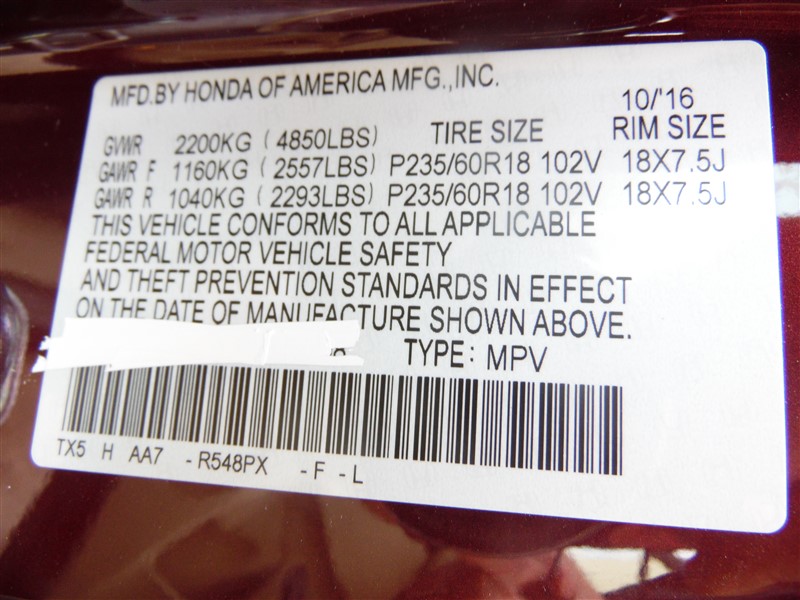 MFD.BY HONDA OF AMERICA MFG.,INC.
10/'16
GVWR 2200KG (4850LBS) TIRE SIZE RIM SIZE
GAWR F 1160KG (2557LBS) P235/60R18 102V 18X7.5J
GAWR R 1040KG (2293LBS) P235/60R18 102V 18X7.5J
THIS VEHICLE CONFORMS TO ALL APPLICABLE
FEDERAL MOTOR VEHICLE SAFETY
AND THEFT PREVENTION STANDARDS IN EFFECT
ON THE DATE OF MANUFACTURE SHOWN ABOVE.
TYPE: MPV
TX5 H AA7 -R548PX -F-L